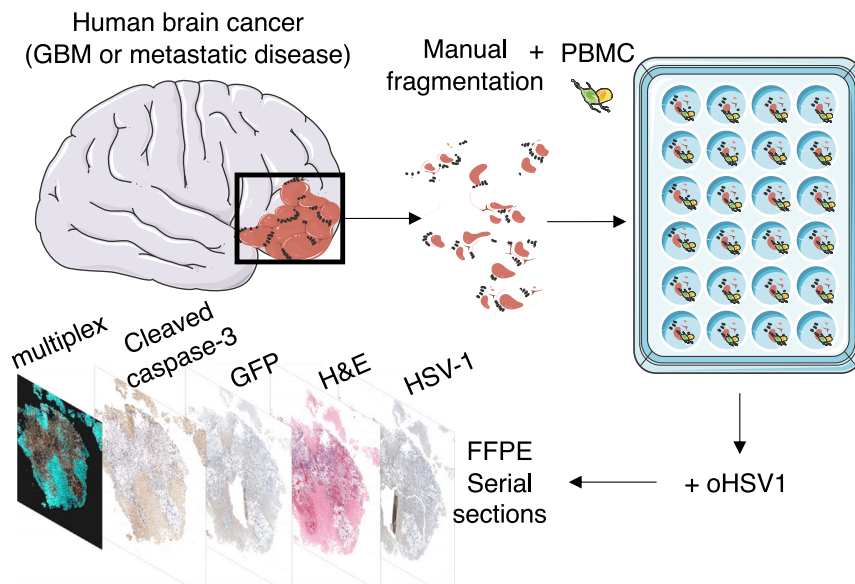 Human brain cancer
(GBM or metastatic disease)
Manual + PBMC
fragmentation
multiplex
Cleaved
caspase-3
GFP
H&E
HSV-1
FFPE
Serial
sections
+ oHSV1